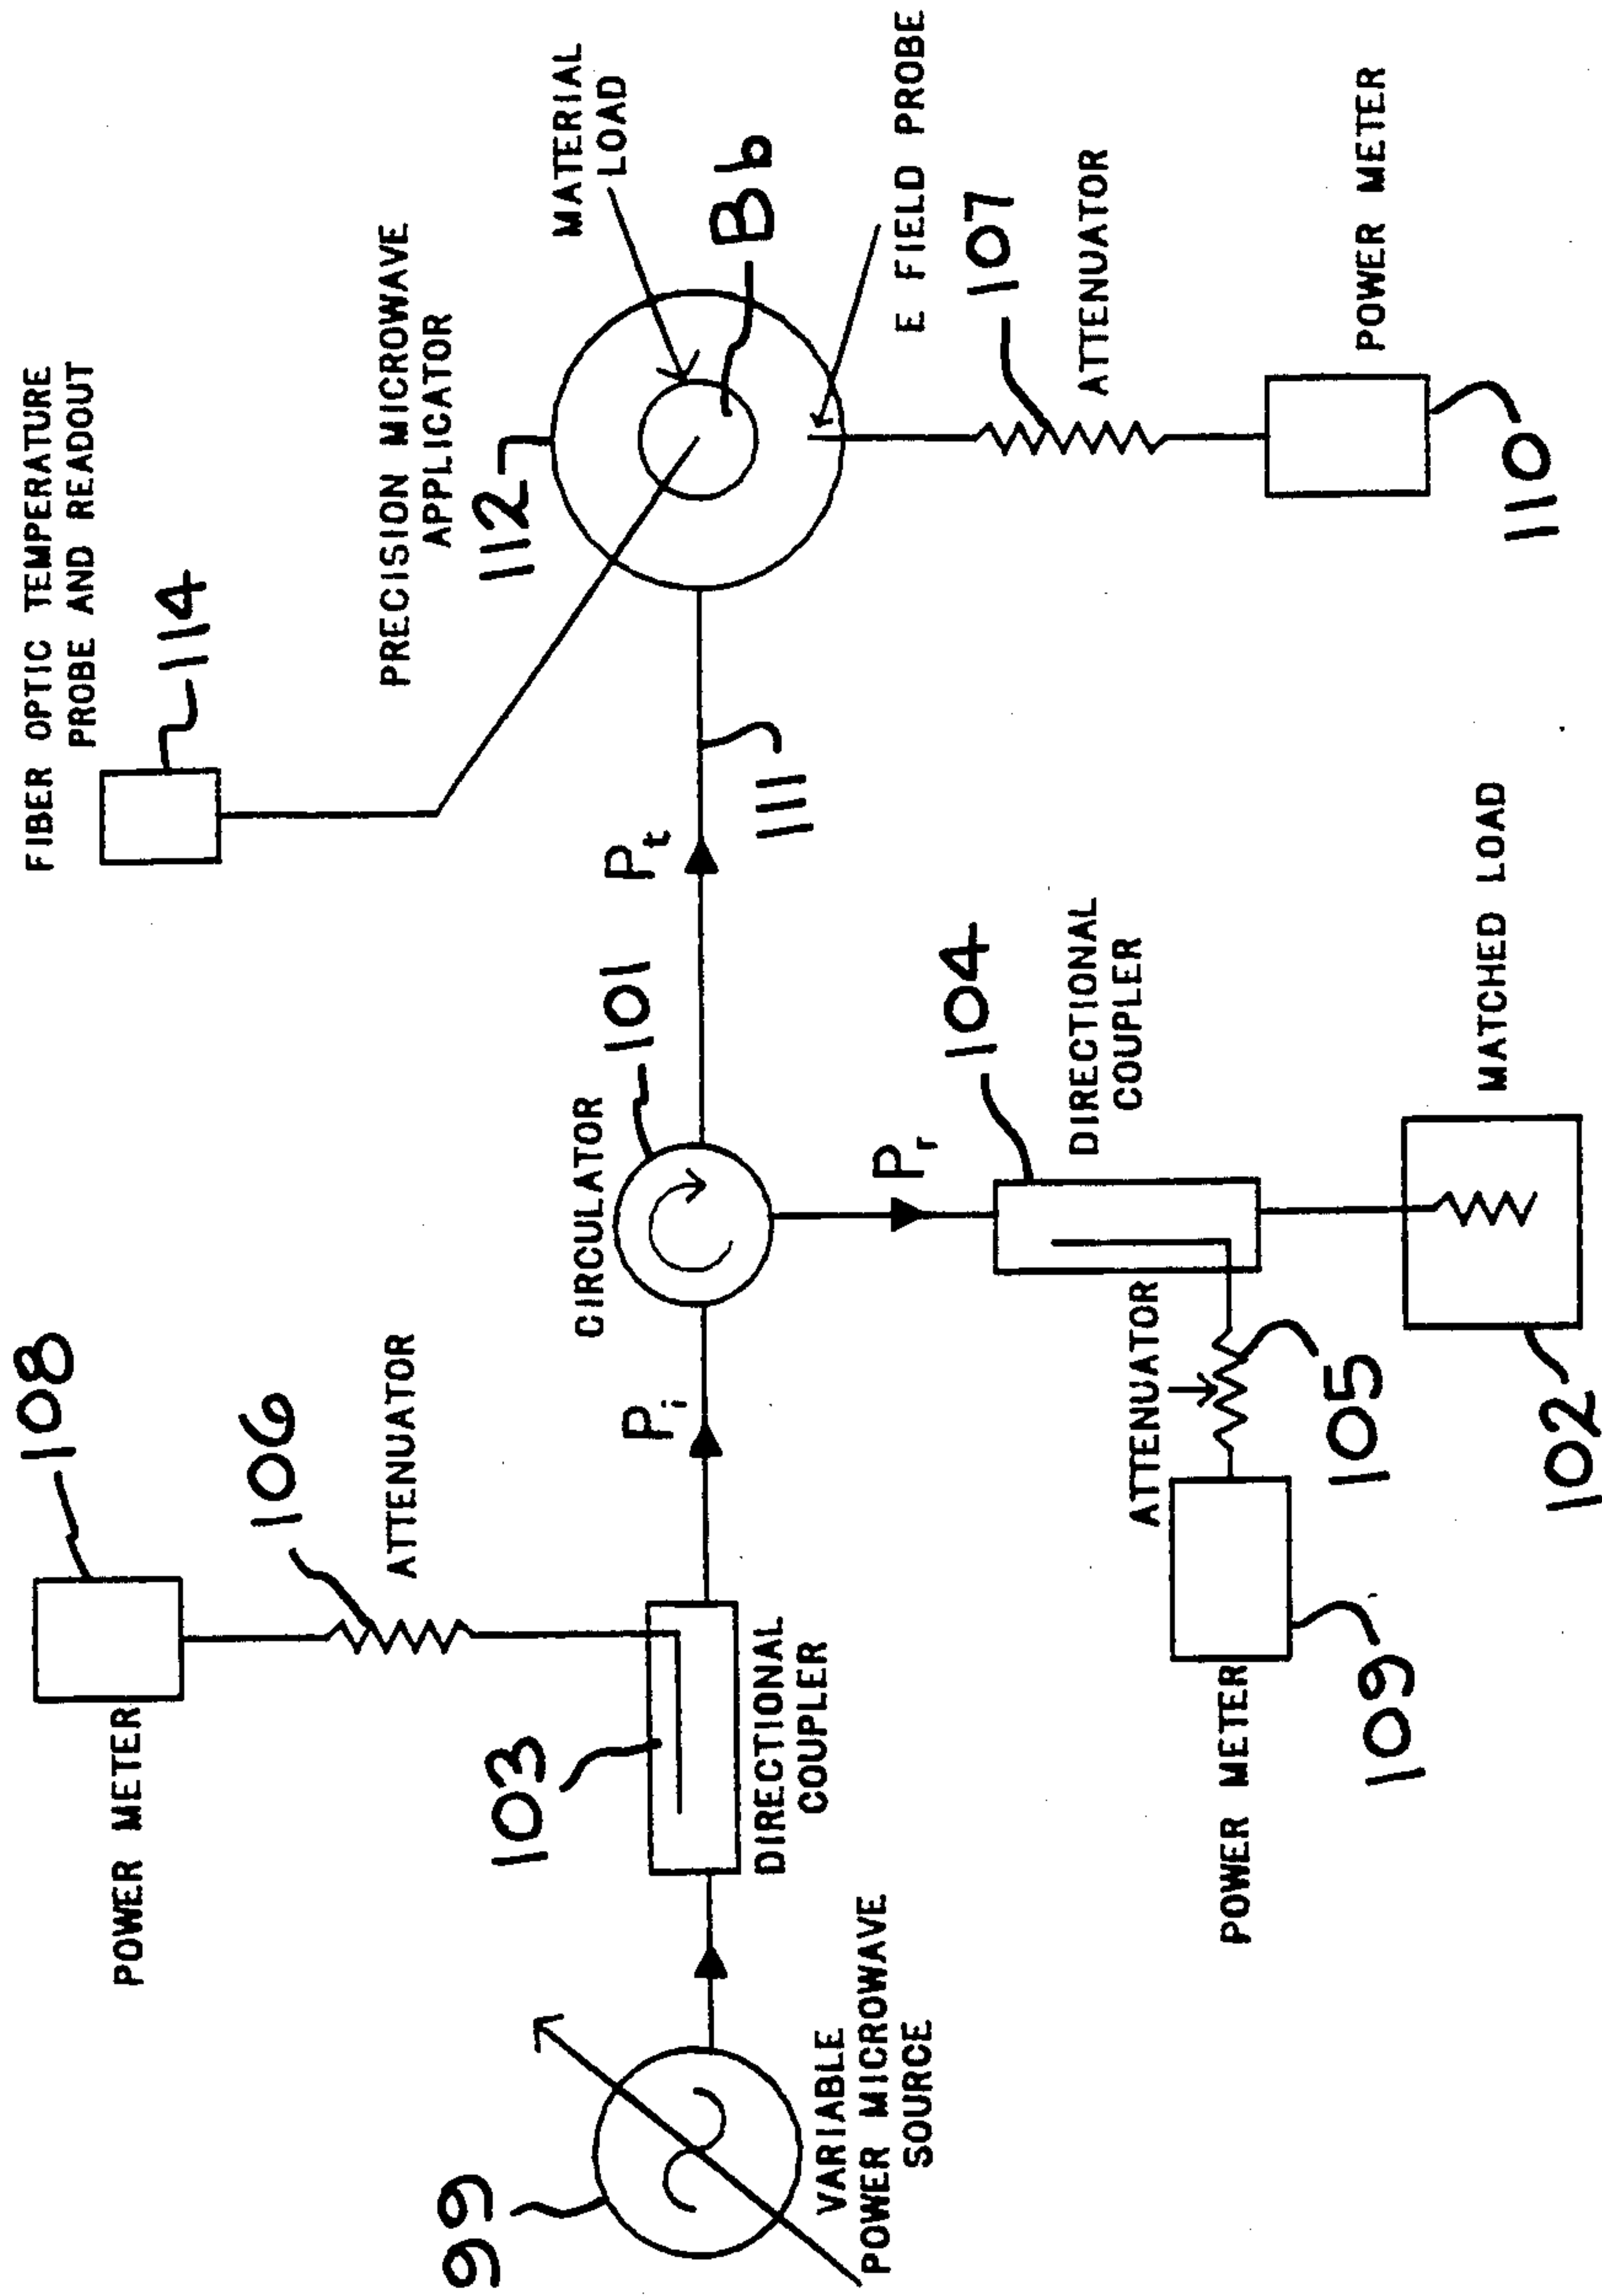 FIBER OPTIC TEMPERATURE
PROBE AND READOUT
114
108
POWER METER
106
ATTENUATOR
PRECISION MICROWAVE
APPLICATOR
112
MATERIAL
LOAD
Bb
E FIELD PROBE
99
VARIABLE
POWER MICROWAVE
SOURCE
103
DIRECTIONAL
COUPLER
Pi
CIRCULATOR
101
Pt
111
107
ATTENUATOR
POWER METER
110
Pr
104
DIRECTIONAL
COUPLER
ATTENUATOR
105
POWER METER
109
MATCHED LOAD
102